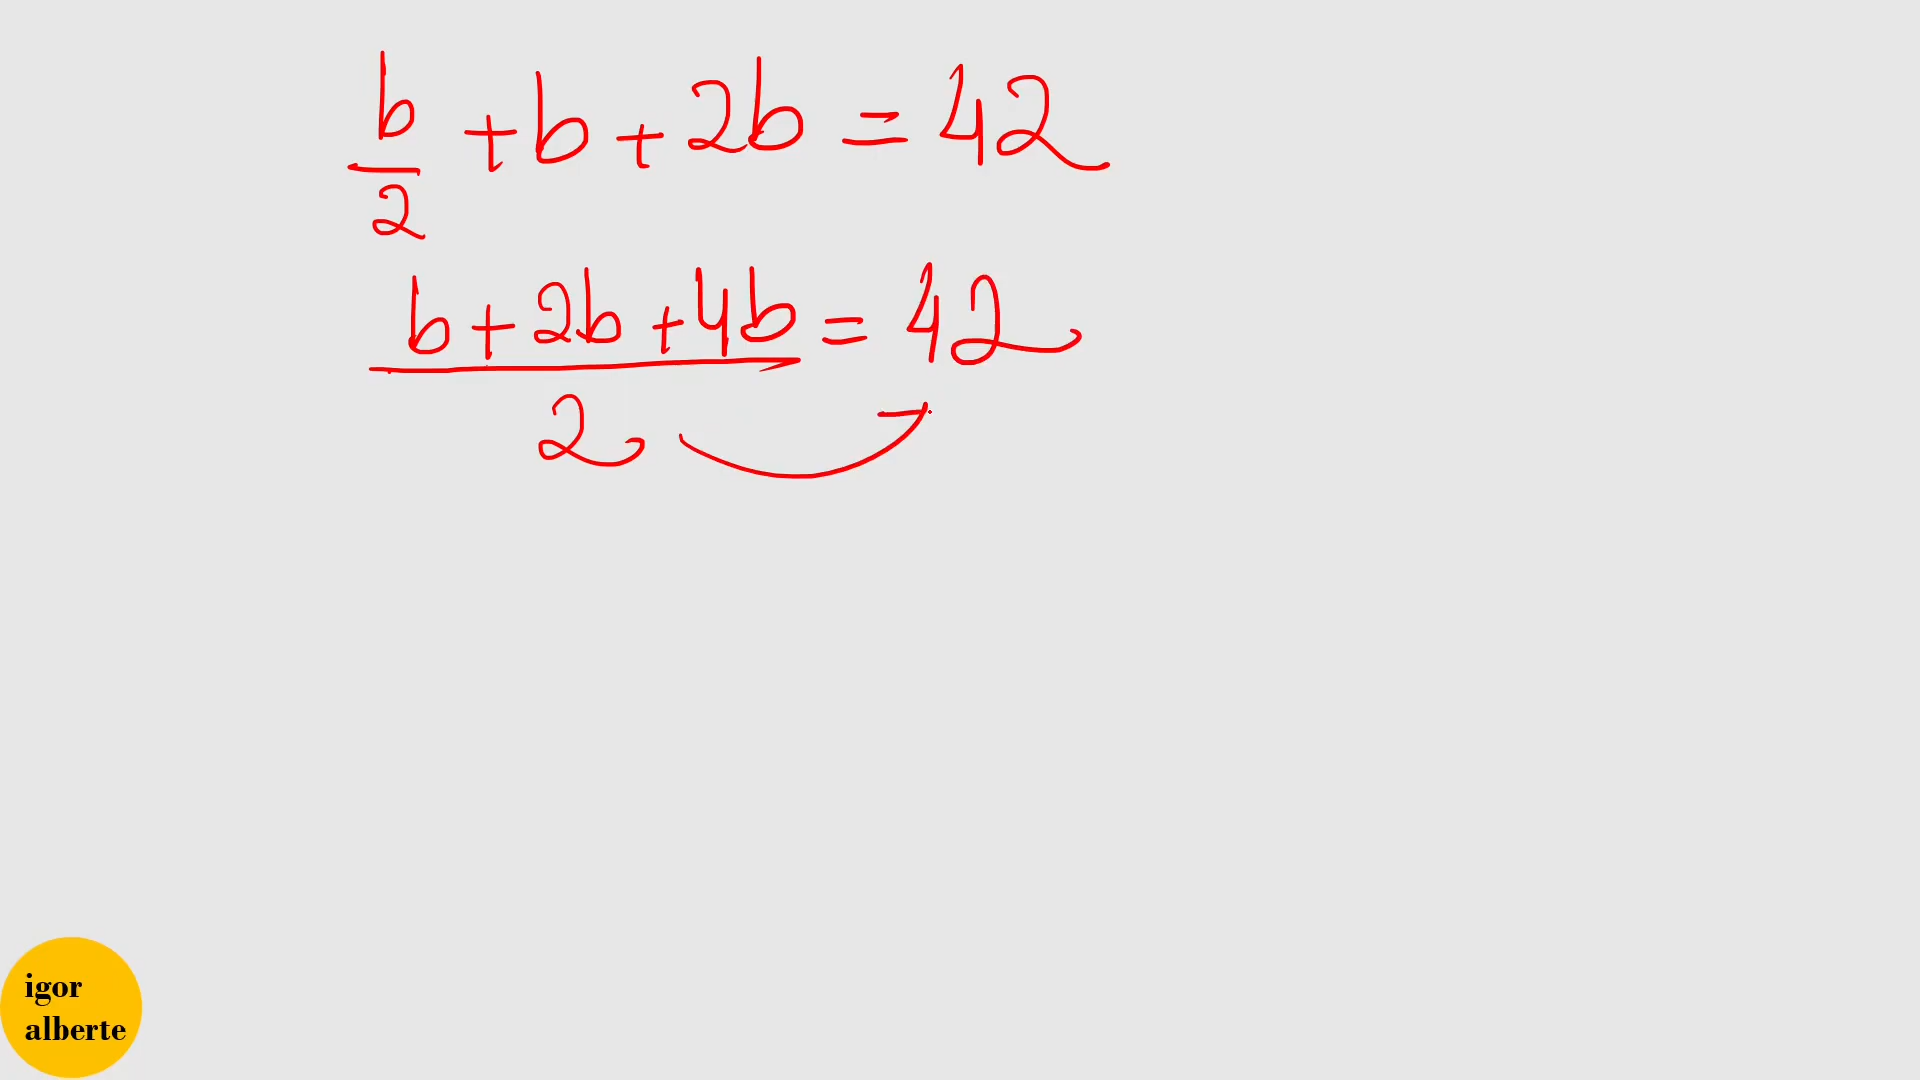 b/2 + b + 2b = 42
(b + 2b + 4b)/2 = 42
igor
alberte